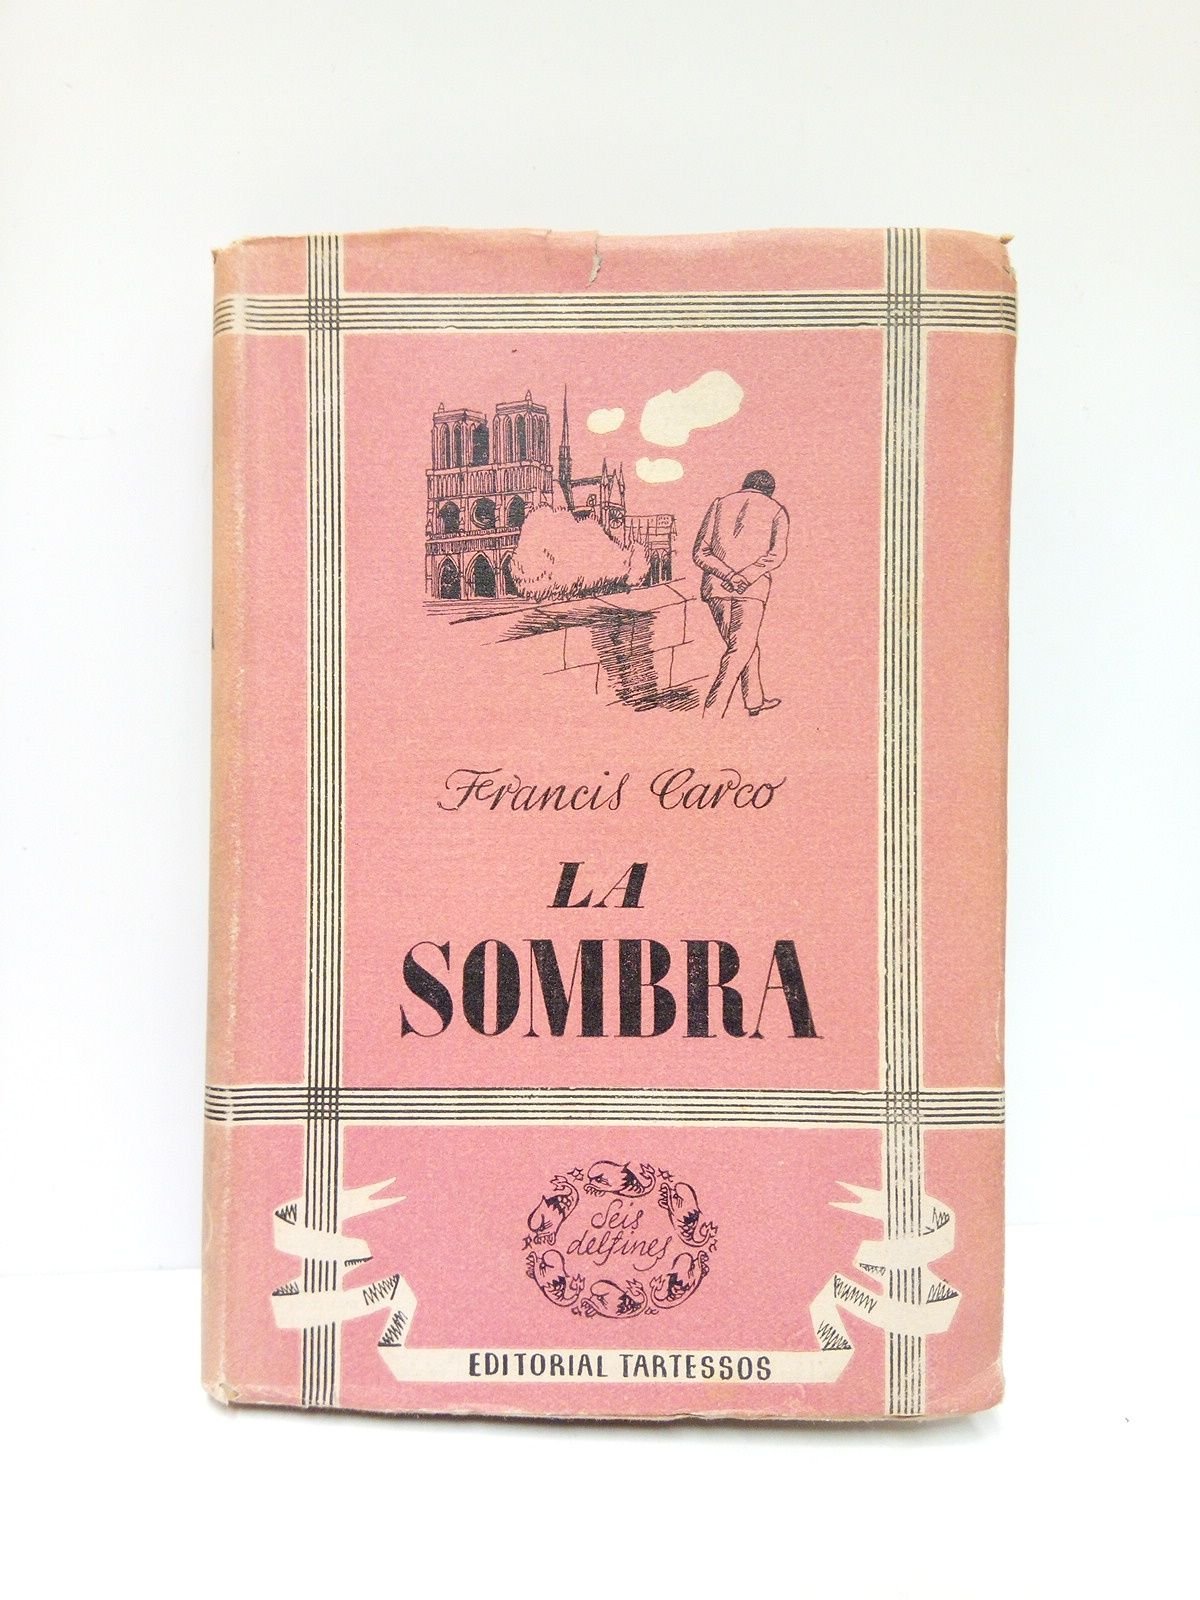 Francis Carco
LA
SOMBRA
Seis
delfines
EDITORIAL TARTESSOS